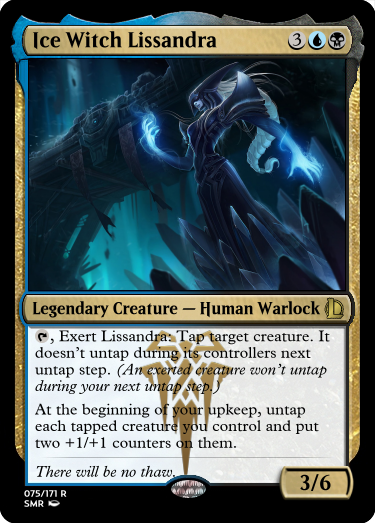 Ice Witch Lissandra 3
Legendary Creature — Human Warlock
, Exert Lissandra: Tap target creature. It
doesn't untap during its controllers next
untap step. (An exerted creature won't untap
during your next untap step.)
At the beginning of your upkeep, untap
each tapped creature you control and put
two +1/+1 counters on them.
There will be no thaw.
3/6
075/171 R
SMR